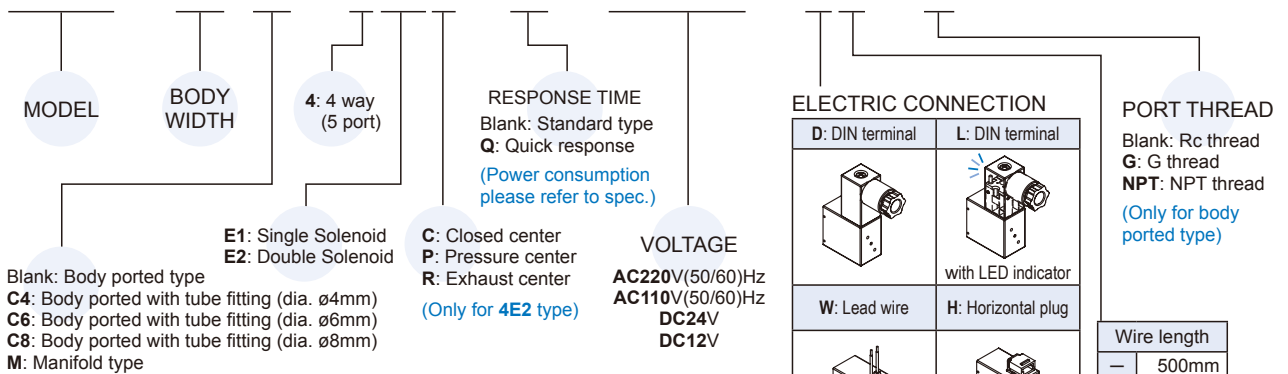 MODEL
BODY
WIDTH
4: 4 way
(5 port)
RESPONSE TIME
Blank: Standard type
Q: Quick response
(Power consumption
please refer to spec.)
ELECTRIC CONNECTION
D: DIN terminal
L: DIN terminal
with LED indicator
W: Lead wire
H: Horizontal plug
PORT THREAD
Blank: Rc thread
G: G thread
NPT: NPT thread
(Only for body
ported type)
E1: Single Solenoid
E2: Double Solenoid
C: Closed center
P: Pressure center
R: Exhaust center
(Only for 4E2 type)
VOLTAGE
AC220V(50/60)Hz
AC110V(50/60)Hz
DC24V
DC12V
Blank: Body ported type
C4: Body ported with tube fitting (dia. ø4mm)
C6: Body ported with tube fitting (dia. ø6mm)
C8: Body ported with tube fitting (dia. ø8mm)
M: Manifold type
Wire length
— 500mm